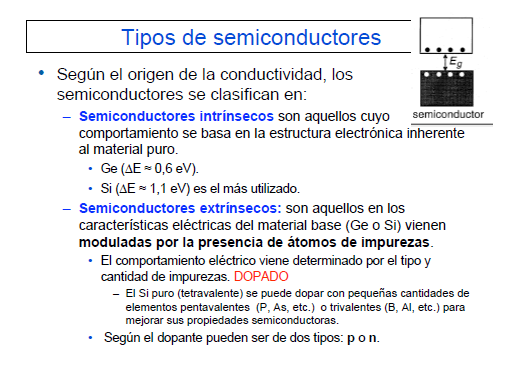 Tipos de semiconductores
Eg
semiconductor
• Según el origen de la conductividad, los
semiconductores se clasifican en:
– Semiconductores intrínsecos son aquellos cuyo
comportamiento se basa en la estructura electrónica inherente
al material puro.
• Ge (∆E ≈ 0,6 eV).
• Si (∆E ≈ 1,1 eV) es el más utilizado.
– Semiconductores extrínsecos: son aquellos en los
características eléctricas del material base (Ge o Si) vienen
moduladas por la presencia de átomos de impurezas.
• El comportamiento eléctrico viene determinado por el tipo y
cantidad de impurezas. DOPADO
– El Si puro (tetravalente) se puede dopar con pequeñas cantidades de
elementos pentavalentes (P, As, etc.) o trivalentes (B, Al, etc.) para
mejorar sus propiedades semiconductoras.
• Según el dopante pueden ser de dos tipos: p o n.